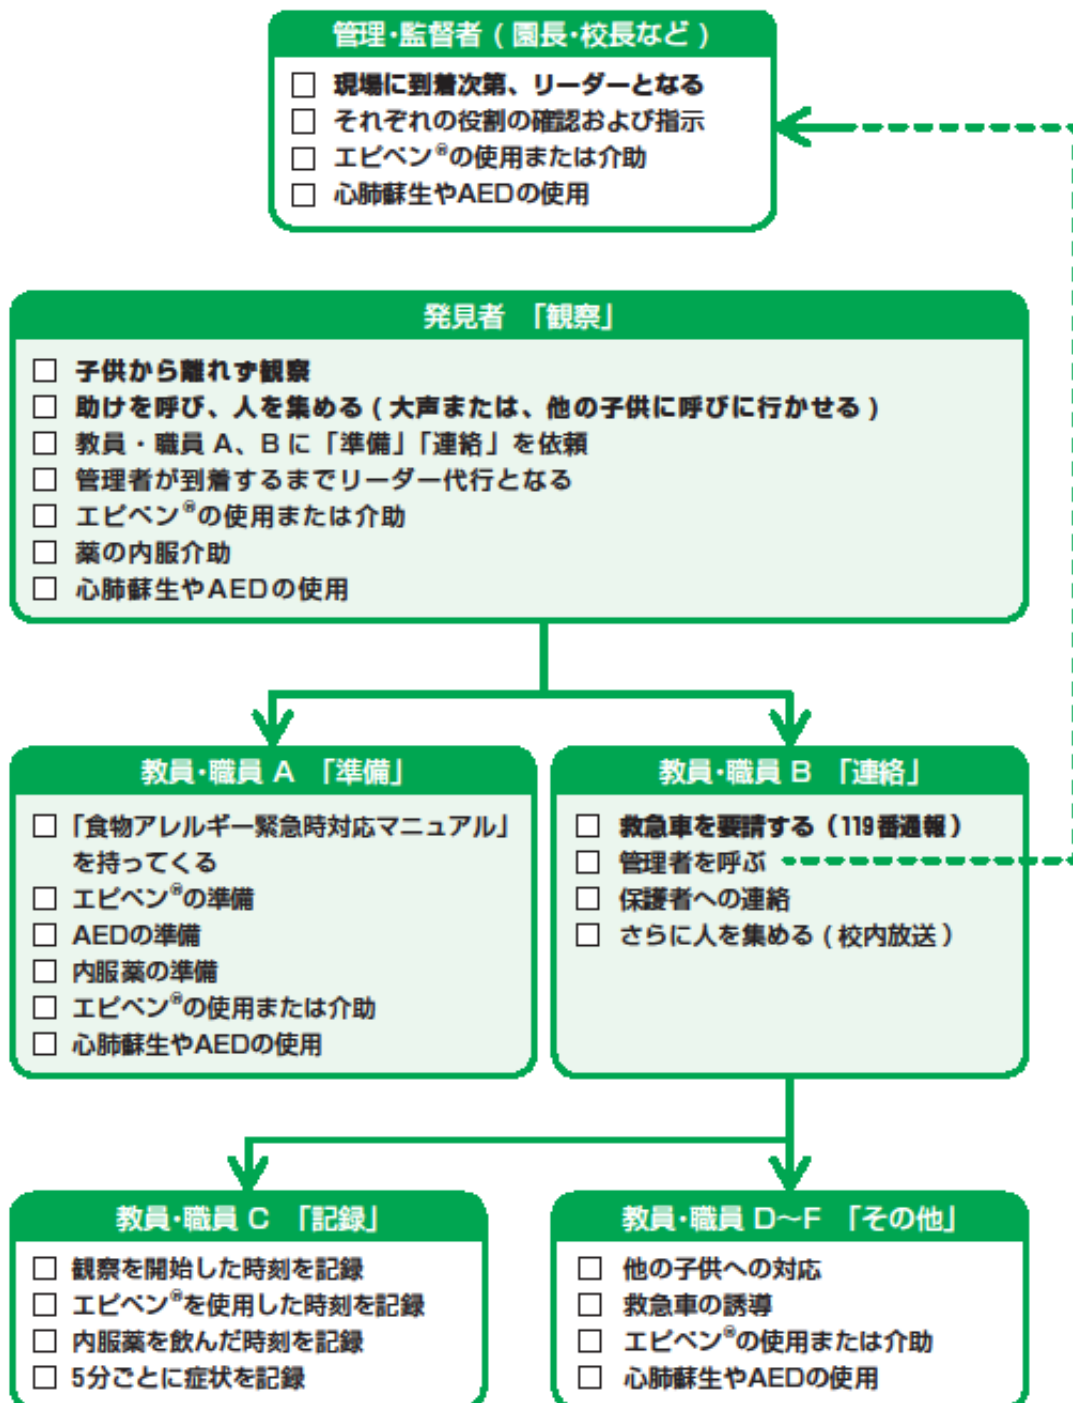 管理・監督者（園長・校長など）
□ 現場に到着次第、リーダーとなる
□ それぞれの役割の確認および指示
□ エピペン®の使用または介助
□ 心肺蘇生やAEDの使用
発見者 「観察」
□ 子供から離れず観察
□ 助けを呼び、人を集める（大声または、他の子供に呼びに行かせる）
□ 教員・職員 A、B に「準備」「連絡」を依頼
□ 管理者が到着するまでリーダー代行となる
□ エピペン®の使用または介助
□ 薬の内服介助
□ 心肺蘇生やAEDの使用
教員・職員 A 「準備」
□ 「食物アレルギー緊急時対応マニュアル」
を持ってくる
□ エピペン®の準備
□ AEDの準備
□ 内服薬の準備
□ エピペン®の使用または介助
□ 心肺蘇生やAEDの使用
教員・職員 B 「連絡」
□ 救急車を要請する（119番通報）
□ 管理者を呼ぶ
□ 保護者への連絡
□ さらに人を集める（校内放送）
教員・職員 C 「記録」
□ 観察を開始した時刻を記録
□ エピペン®を使用した時刻を記録
□ 内服薬を飲んだ時刻を記録
□ 5分ごとに症状を記録
教員・職員 D～F 「その他」
□ 他の子供への対応
□ 救急車の誘導
□ エピペン®の使用または介助
□ 心肺蘇生やAEDの使用